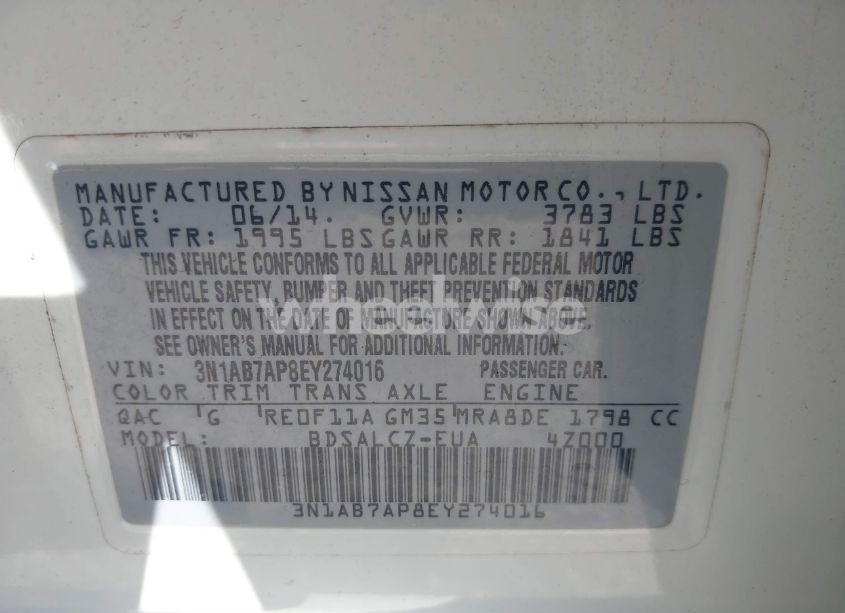 MANUFACTURED BY NISSAN MOTOR CO., LTD.
DATE: 06/14. GVWR: 3783 LBS
GAWR FR: 1995 LBS GAWR RR: 1841 LBS
THIS VEHICLE CONFORMS TO ALL APPLICABLE FEDERAL MOTOR
VEHICLE SAFETY, BUMPER AND THEFT PREVENTION STANDARDS
IN EFFECT ON THE DATE OF MANUFACTURE SHOWN ABOVE.
wheelwise
SEE OWNER'S MANUAL FOR ADDITIONAL INFORMATION.
VIN: 3N1AB7AP8EY274016 PASSENGER CAR.
COLOR TRIM TRANS AXLE ENGINE
QAC G RE0F11A GM35 MRA8DE 1798 CC
MODEL: BDSALCZ-EUA 4Z000
3N1AB7AP8EY274016